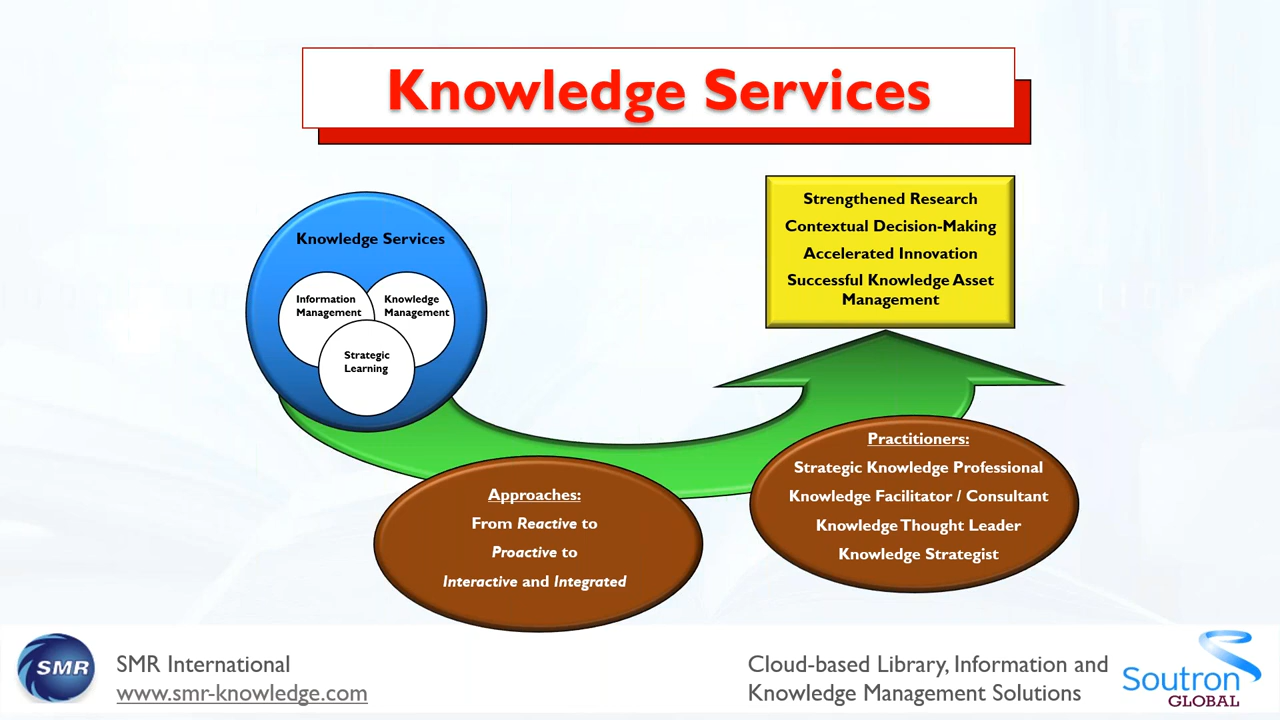 Knowledge Services
Knowledge Services
Information
Management
Knowledge
Management
Strategic
Learning
Strengthened Research
Contextual Decision-Making
Accelerated Innovation
Successful Knowledge Asset
Management
Approaches:
From Reactive to
Proactive to
Interactive and Integrated
Practitioners:
Strategic Knowledge Professional
Knowledge Facilitator / Consultant
Knowledge Thought Leader
Knowledge Strategist
SMR
SMR International
www.smr-knowledge.com
Cloud-based Library, Information and
Knowledge Management Solutions
Soutron
GLOBAL